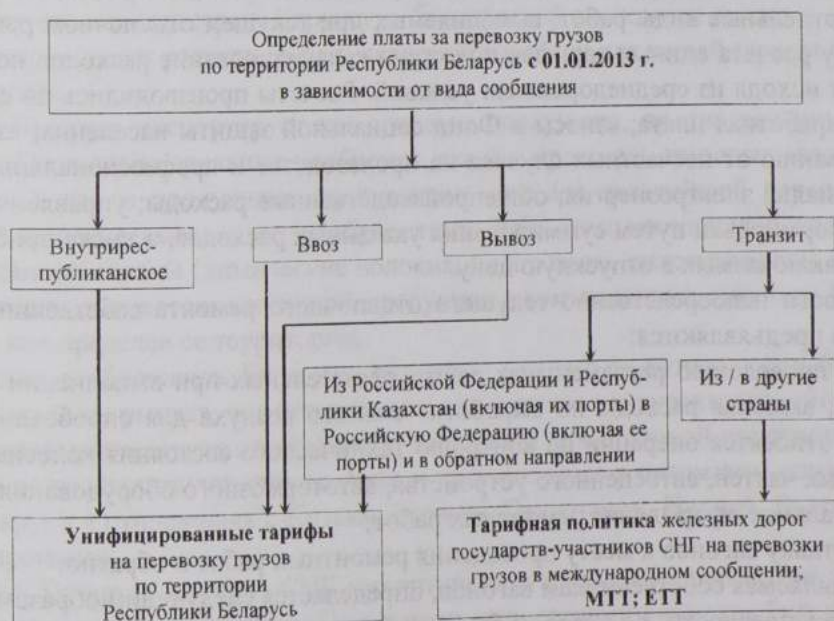 Определение платы за перевозку грузов
по территории Республики Беларусь с 01.01.2013 г.
в зависимости от вида сообщения
Внутрирес-
публиканское
Ввоз
Вывоз
Транзит
Из Российской Федерации и Респуб-
лики Казахстан (включая их порты) в
Российскую Федерацию (включая ее
порты) и в обратном направлении
Из / в другие
страны
Унифицированные тарифы
на перевозку грузов
по территории
Республики Беларусь
Тарифная политика железных дорог
государств-участников СНГ на перевозки
грузов в международном сообщении;
МТТ; ЕТТ